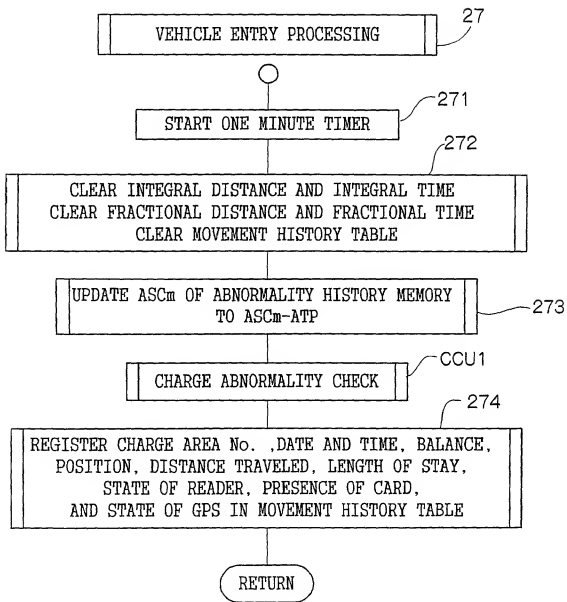 VEHICLE ENTRY PROCESSING
27
START ONE MINUTE TIMER
271
272
CLEAR INTEGRAL DISTANCE AND INTEGRAL TIME
CLEAR FRACTIONAL DISTANCE AND FRACTIONAL TIME
CLEAR MOVEMENT HISTORY TABLE
UPDATE ASCm OF ABNORMALITY HISTORY MEMORY
TO ASCm-ATP
273
CHARGE ABNORMALITY CHECK
CCU1
274
REGISTER CHARGE AREA No. ,DATE AND TIME, BALANCE,
POSITION, DISTANCE TRAVELED, LENGTH OF STAY,
STATE OF READER, PRESENCE OF CARD,
AND STATE OF GPS IN MOVEMENT HISTORY TABLE
RETURN